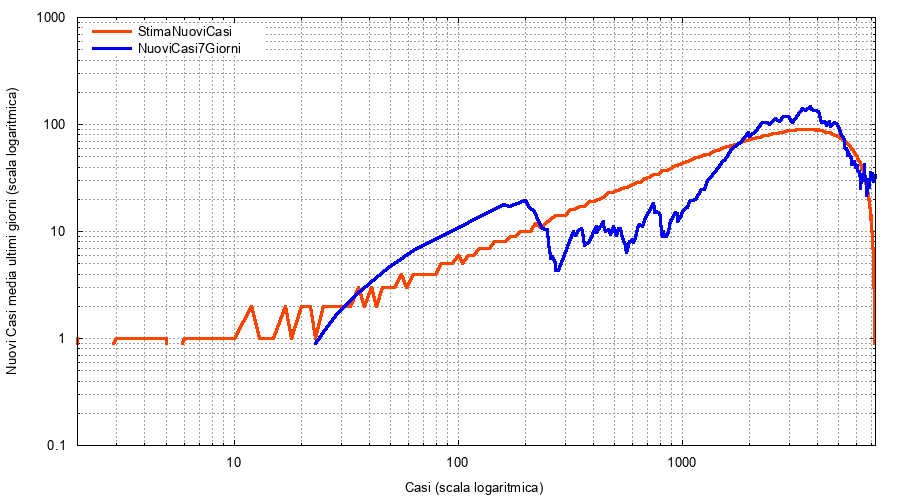 1000
StimaNuoviCasi
NuoviCasi7Giorni
100
10
1
0.1
Nuovi Casi media ultimi giorni (scala logaritmica)
10 100 1000
Casi (scala logaritmica)